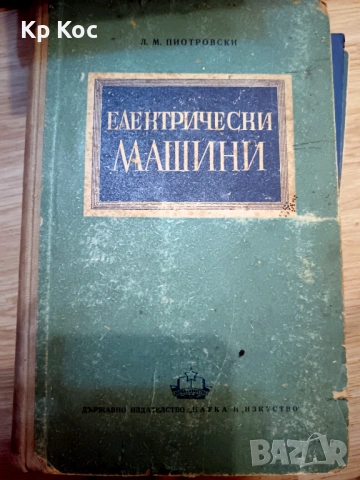 Кр Кос
Л. М. ПИОТРОВСКИ
ЕЛЕКТРИЧЕСКИ
МАШИНИ
ДЪРЖАВНО ИЗДАТЕЛСТВО „НАУКА И ИЗКУСТВО"
BAZAR